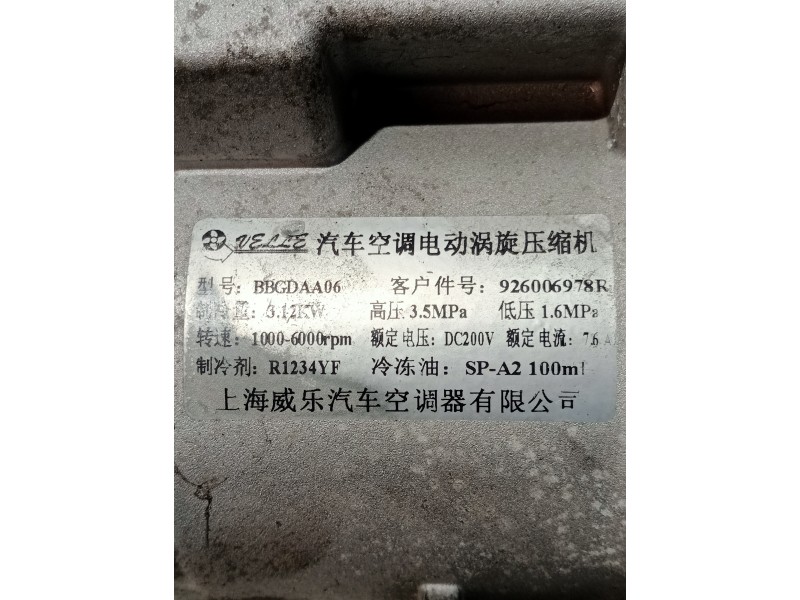 VELLE 汽车空调电动涡旋压缩机
型号: BBGDAA06 客户件号: 926006978R
制冷量: 3.12KW 高压 3.5MPa 低压 1.6MPa
转速: 1000-6000rpm 额定电压: DC200V 额定电流: 7.6A
制冷剂: R1234YF 冷冻油: SP-A2 100ml
上海威乐汽车空调器有限公司